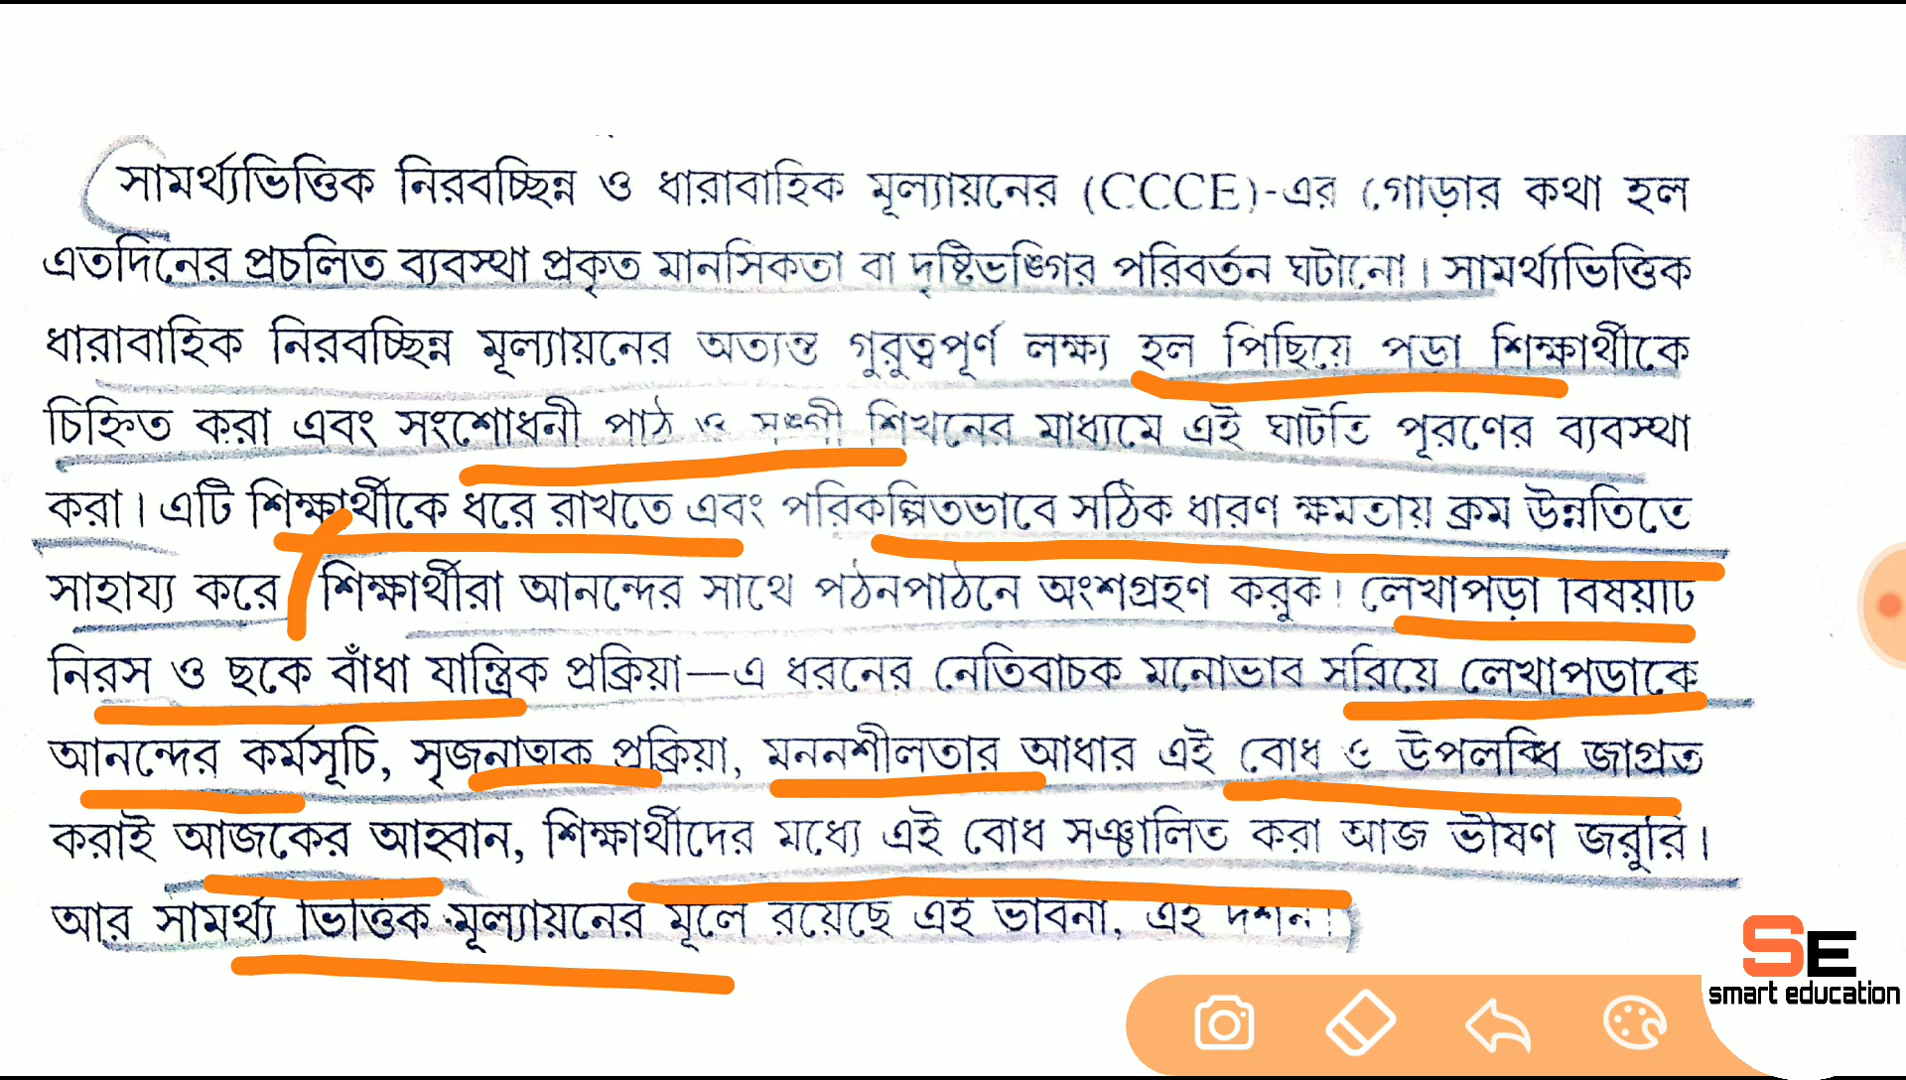 সামর্থ্যভিত্তিক নিরবচ্ছিন্ন ও ধারাবাহিক মূল্যায়নের (CCCE)-এর গোড়ার কথা হল
এতদিনের প্রচলিত ব্যবস্থা প্রকৃত মানসিকতা বা দৃষ্টিভঙ্গির পরিবর্তন ঘটানো। সামর্থ্যভিত্তিক
ধারাবাহিক নিরবচ্ছিন্ন মূল্যায়নের অত্যন্ত গুরুত্বপূর্ণ লক্ষ্য হল পিছিয়ে পড়া শিক্ষার্থীকে
চিহ্নিত করা এবং সংশোধনী পাঠ ও সঙ্গী শিখনের মাধ্যমে এই ঘাটতি পূরণের ব্যবস্থা
করা। এটি শিক্ষার্থীকে ধরে রাখতে এবং পরিকল্পিতভাবে সঠিক ধারণ ক্ষমতায় ক্রম উন্নতিতে
সাহায্য করে শিক্ষার্থীরা আনন্দের সাথে পঠনপাঠনে অংশগ্রহণ করুক। লেখাপড়া বিষয়টি
নিরস ও ছকে বাঁধা যান্ত্রিক প্রক্রিয়া—এ ধরনের নেতিবাচক মনোভাব সরিয়ে লেখাপড়াকে
আনন্দের কর্মসূচি, সৃজনাত্মক প্রক্রিয়া, মননশীলতার আধার এই বোধ ও উপলব্ধি জাগ্রত
করাই আজকের আহ্বান, শিক্ষার্থীদের মধ্যে এই বোধ সঞ্চালিত করা আজ ভীষণ জরুরি।
আর সামর্থ্য ভিত্তিক মূল্যায়নের মূলে রয়েছে এই ভাবনা, এই দর্শন।
SE
smart education